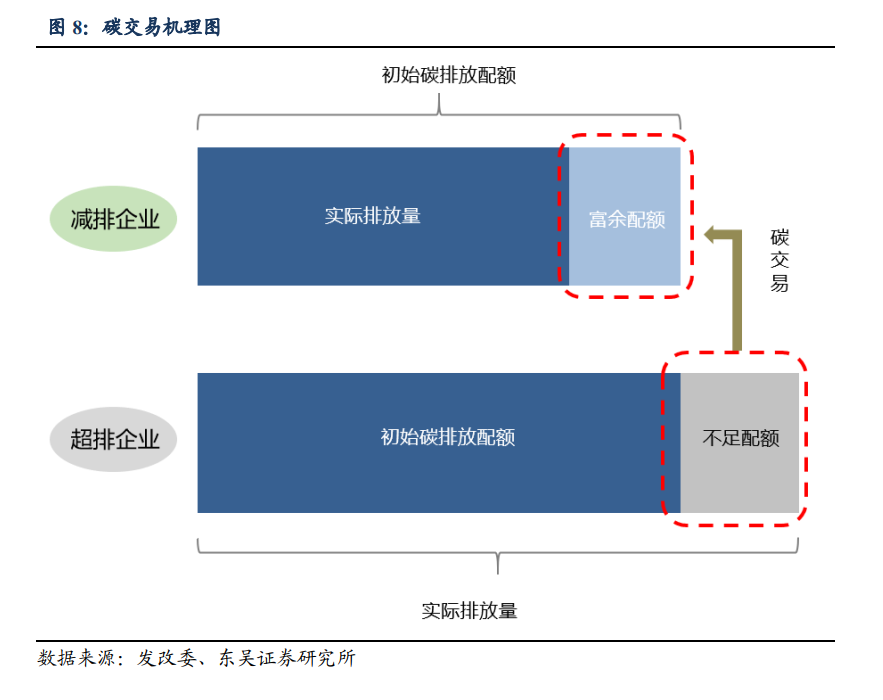 图 8：碳交易机理图
初始碳排放配额
减排企业
实际排放量
富余配额
碳
交
易
超排企业
初始碳排放配额
不足配额
实际排放量
数据来源：发改委、东吴证券研究所